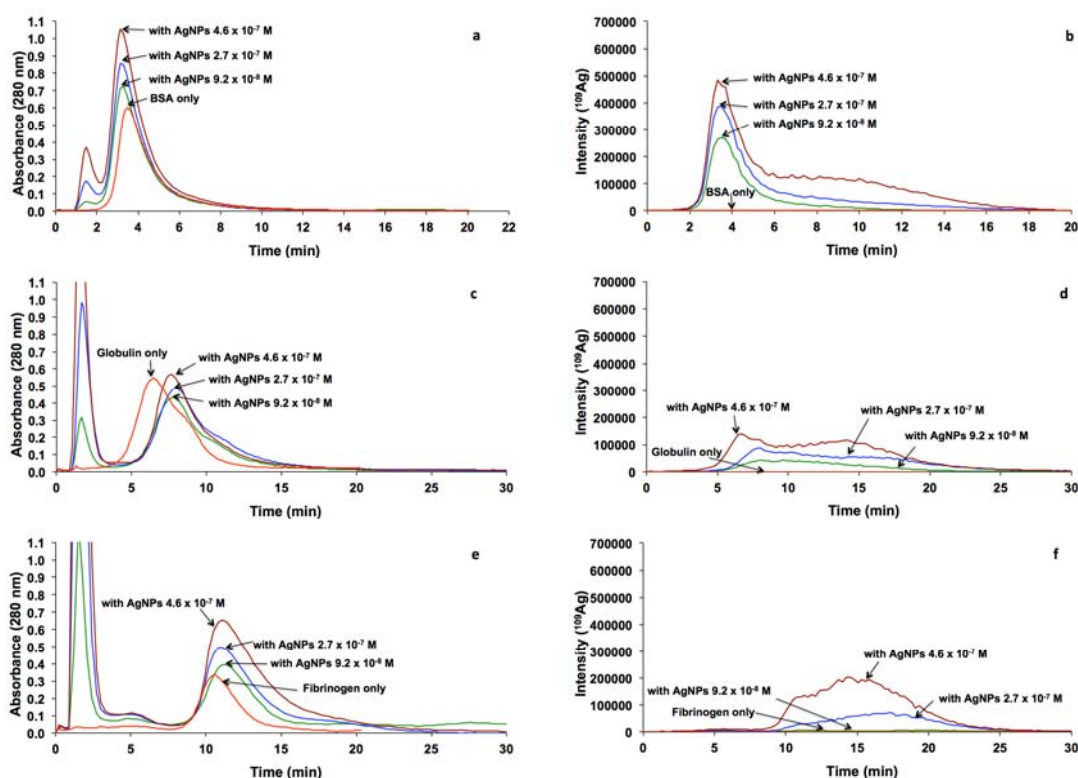 a
Absorbance (280 nm)
1.1
1.0
0.9
0.8
0.7
0.6
0.5
0.4
0.3
0.2
0.1
0.0
with AgNPs 4.6 x 10⁻⁷ M
with AgNPs 2.7 x 10⁻⁷ M
with AgNPs 9.2 x 10⁻⁸ M
BSA only
0 2 4 6 8 10 12 14 16 18 20 22
Time (min)
b
Intensity (¹⁰⁹Ag)
700000
600000
500000
400000
300000
200000
100000
0
with AgNPs 4.6 x 10⁻⁷ M
with AgNPs 2.7 x 10⁻⁷ M
with AgNPs 9.2 x 10⁻⁸ M
BSA only
0 2 4 6 8 10 12 14 16 18 20
Time (min)
c
Absorbance (280 nm)
1.1
1.0
0.9
0.8
0.7
0.6
0.5
0.4
0.3
0.2
0.1
0.0
Globulin only
with AgNPs 4.6 x 10⁻⁷ M
with AgNPs 2.7 x 10⁻⁷ M
with AgNPs 9.2 x 10⁻⁸ M
0 5 10 15 20 25 30
Time (min)
d
Intensity (¹⁰⁹Ag)
700000
600000
500000
400000
300000
200000
100000
0
with AgNPs 4.6 x 10⁻⁷ M
with AgNPs 2.7 x 10⁻⁷ M
with AgNPs 9.2 x 10⁻⁸ M
Globulin only
0 5 10 15 20 25 30
Time (min)
e
Absorbance (280 nm)
1.1
1.0
0.9
0.8
0.7
0.6
0.5
0.4
0.3
0.2
0.1
0.0
with AgNPs 4.6 x 10⁻⁷ M
with AgNPs 2.7 x 10⁻⁷ M
with AgNPs 9.2 x 10⁻⁸ M
Fibrinogen only
0 5 10 15 20 25 30
Time (min)
f
Intensity (¹⁰⁹Ag)
700000
600000
500000
400000
300000
200000
100000
0
with AgNPs 4.6 x 10⁻⁷ M
with AgNPs 9.2 x 10⁻⁸ M
with AgNPs 2.7 x 10⁻⁷ M
Fibrinogen only
0 5 10 15 20 25 30
Time (min)